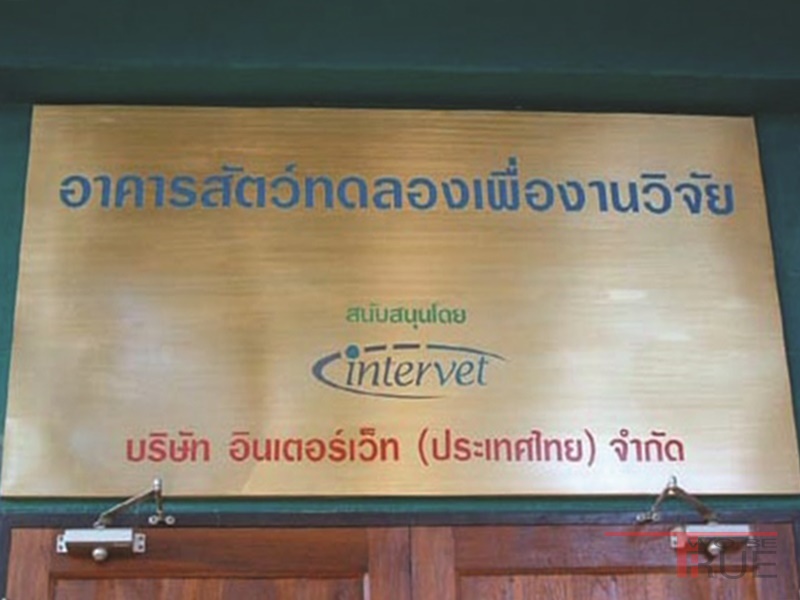 อาคารสัตว์ทดลองเพื่องานวิจัย
สนับสนุนโดย
intervet
บริษัท อินเตอร์เว็ท (ประเทศไทย) จำกัด